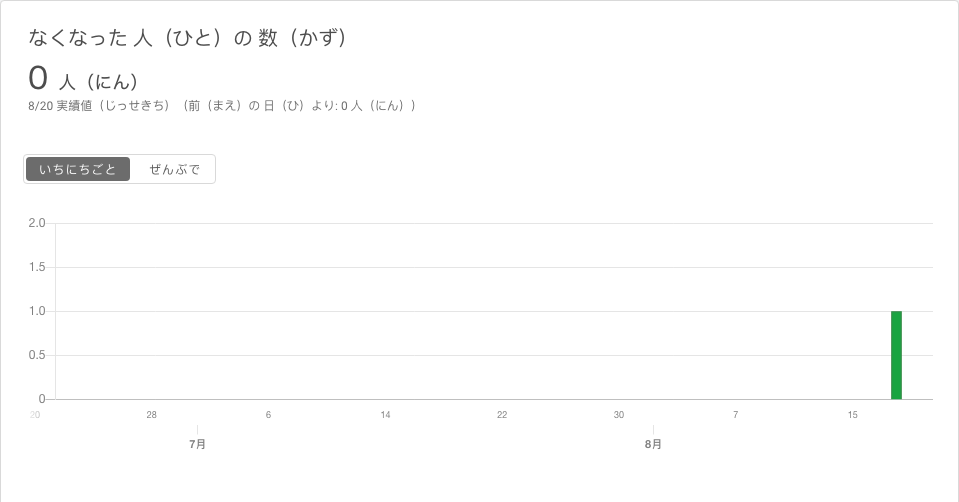 なくなった 人（ひと）の 数（かず）
0 人（にん）
8/20 実績値（じっせきち）（前（まえ）の 日（ひ）より: 0 人（にん））
いちにちごと ぜんぶで
2.0
1.5
1.0
0.5
0
20 28 6 14 22 30 7 15
7月 8月